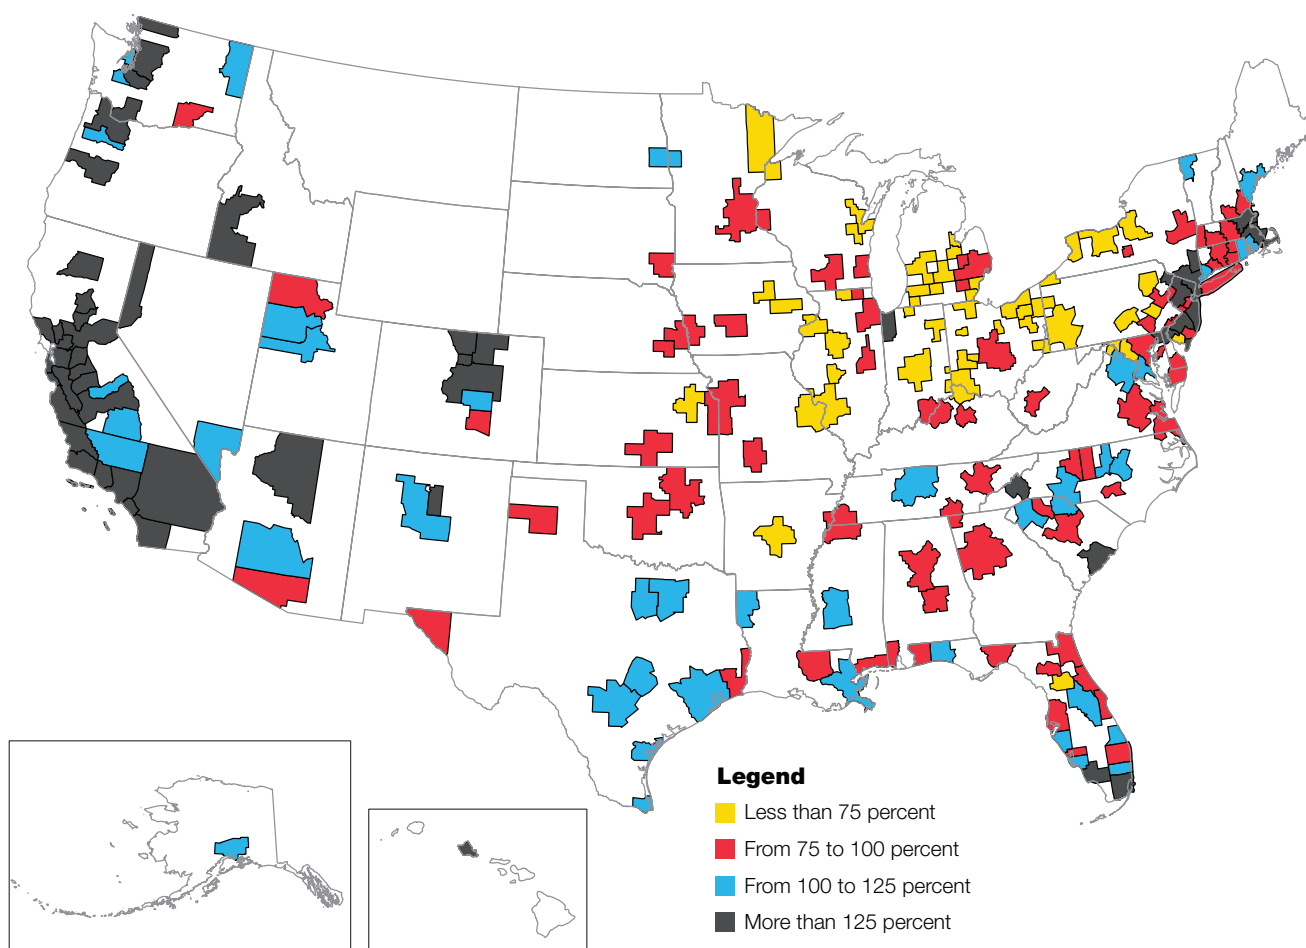 Legend
Less than 75 percent
From 75 to 100 percent
From 100 to 125 percent
More than 125 percent